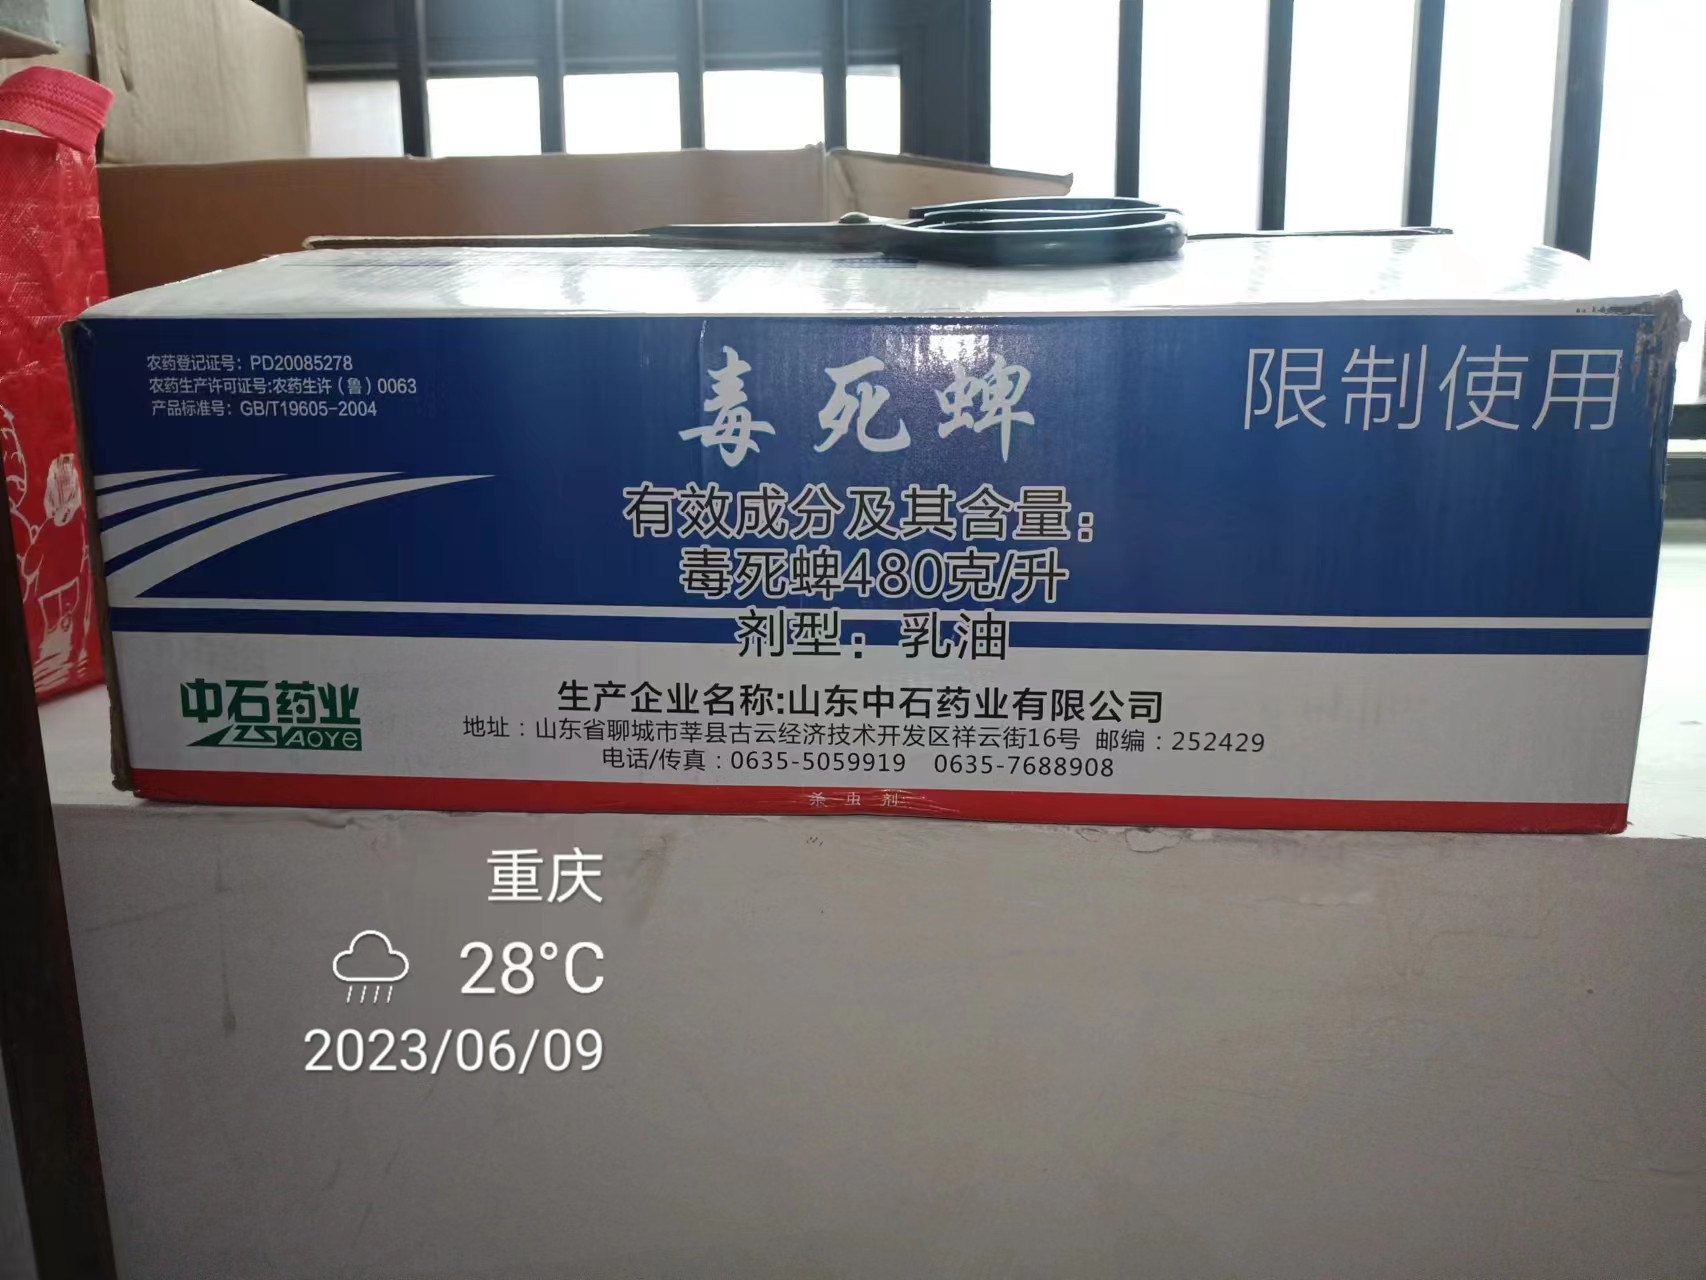 农药登记证号：PD20085278
农药生产许可证号:农药生许（鲁）0063
产品标准号：GB/T19605-2004
毒死蜱
限制使用
有效成分及其含量：
毒死蜱480克/升
剂型：乳油
中石药业
YAOYE
生产企业名称:山东中石药业有限公司
地址：山东省聊城市莘县古云经济技术开发区祥云街16号 邮编：252429
电话/传真：0635-5059919 0635-7688908
杀虫剂
重庆
28°C
2023/06/09